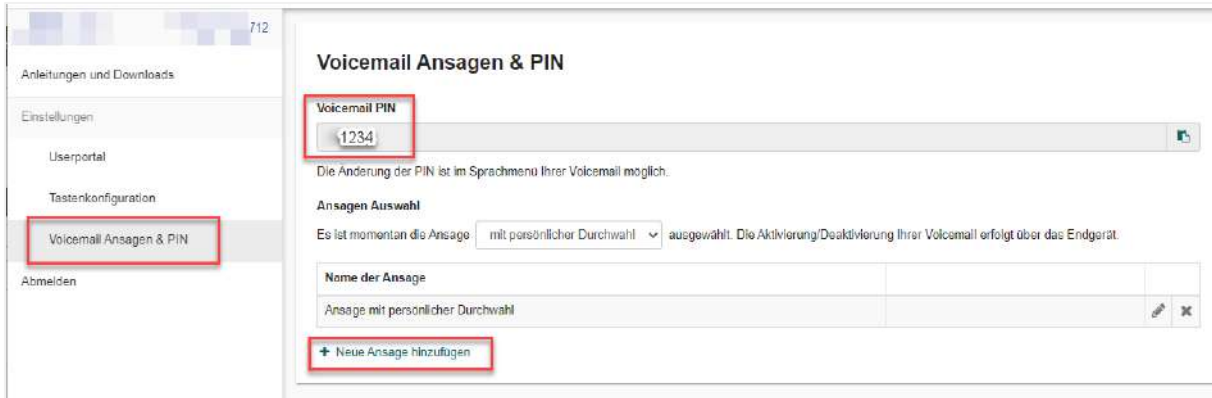 712
Anleitungen und Downloads
Einstellungen
Userportal
Tastenkonfiguration
Voicemail Ansagen & PIN
Abmelden
Voicemail Ansagen & PIN
Voicemail PIN
1234
Die Änderung der PIN ist im Sprachmenü Ihrer Voicemail möglich.
Ansagen Auswahl
Es ist momentan die Ansage mit persönlicher Durchwahl ausgewählt. Die Aktivierung/Deaktivierung Ihrer Voicemail erfolgt über das Endgerät.
Name der Ansage
Ansage mit persönlicher Durchwahl
+ Neue Ansage hinzufügen